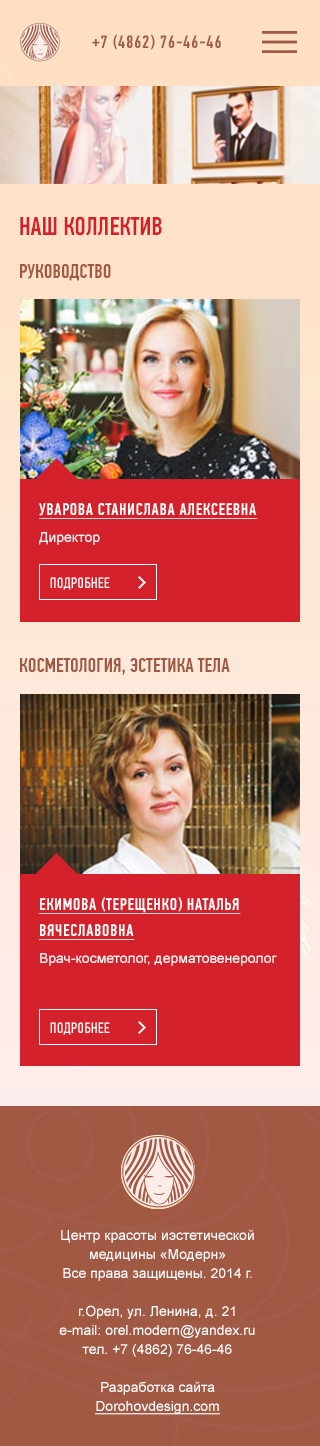 +7 (4862) 76-46-46
НАШ КОЛЛЕКТИВ
РУКОВОДСТВО
УВАРОВА СТАНИСЛАВА АЛЕКСЕЕВНА
Директор
ПОДРОБНЕЕ
КОСМЕТОЛОГИЯ, ЭСТЕТИКА ТЕЛА
ЕКИМОВА (ТЕРЕЩЕНКО) НАТАЛЬЯ
ВЯЧЕСЛАВОВНА
Врач-косметолог, дерматовенеролог
ПОДРОБНЕЕ
Центр красоты иэстетической
медицины «Модерн»
Все права защищены. 2014 г.
г.Орел, ул. Ленина, д. 21
e-mail: orel.modern@yandex.ru
тел. +7 (4862) 76-46-46
Разработка сайта
Dorohovdesign.com